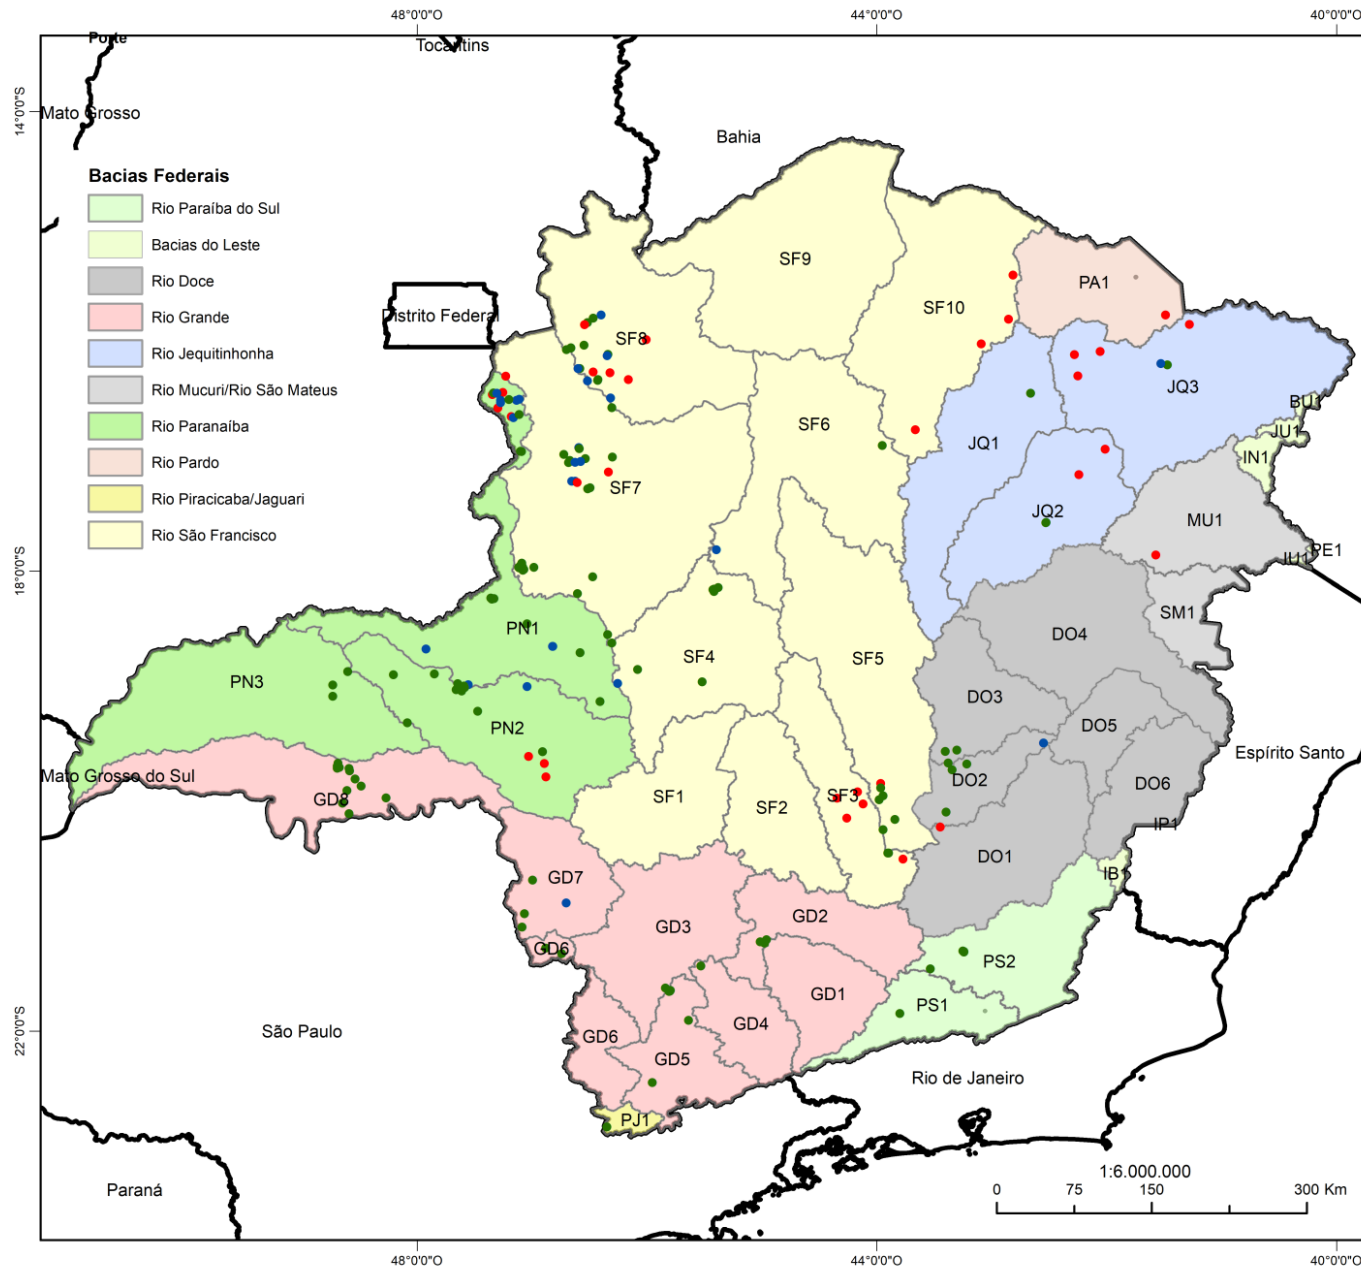 48°0'0"O
44°0'0"O
40°0'0"O
Porte
Tocantins
14°0'0"S
Mato Grosso
Bahia
Bacias Federais
Rio Paraíba do Sul
Bacias do Leste
Rio Doce
Rio Grande
Rio Jequitinhonha
Rio Mucuri/Rio São Mateus
Rio Paranaíba
Rio Pardo
Rio Piracicaba/Jaguari
Rio São Francisco
Distrito Federal
SF9
PA1
SF10
SF8
JQ3
BU1
SF6
JU1
JQ1
IN1
SF7
JQ2
MU1
PE1
IU1
18°0'0"S
SM1
PN1
DO4
SF4
SF5
PN3
DO3
PN2
DO5
Espírito Santo
Mato Grosso do Sul
DO2
DO6
GD8
SF1
SF2
SF3
IP1
DO1
GD7
IB1
GD2
GD3
GD6
PS2
GD1
PS1
São Paulo
22°0'0"S
GD4
GD6
GD5
Rio de Janeiro
PJ1
Paraná
1:6.000.000
0 75 150 300 Km
48°0'0"O
44°0'0"O
40°0'0"O